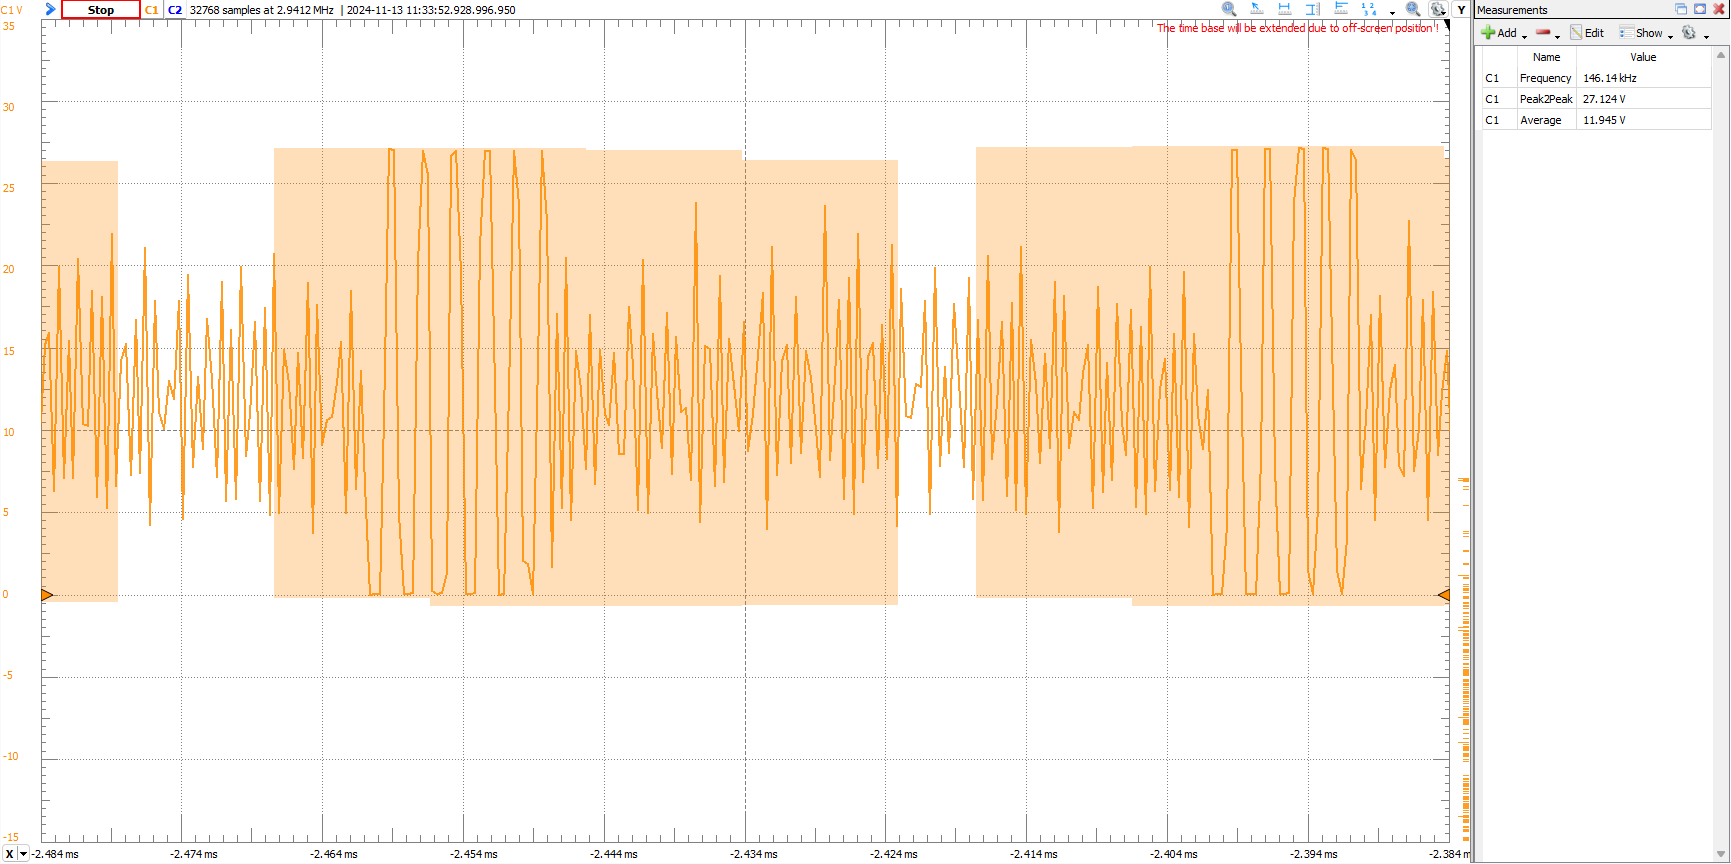 C1 V
Stop
C1
C2
32768 samples at 2.9412 MHz | 2024-11-13 11:33:52.928.996.950
Y
The time base will be extended due to off-screen position !
35
30
25
20
15
10
5
0
-5
-10
-15
X
-2.484 ms
-2.474 ms
-2.464 ms
-2.454 ms
-2.444 ms
-2.434 ms
-2.424 ms
-2.414 ms
-2.404 ms
-2.394 ms
-2.384 m
Measurements
Add
Edit
Show
Name Value
C1 Frequency 146.14 kHz
C1 Peak2Peak 27.124 V
C1 Average 11.945 V